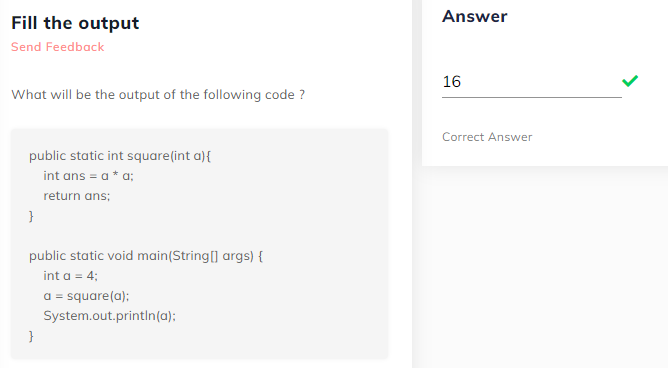 Fill the output
Send Feedback
What will be the output of the following code ?
public static int square(int a){
int ans = a * a;
return ans;
}
public static void main(String[] args) {
int a = 4;
a = square(a);
System.out.println(a);
}
Answer
16
Correct Answer